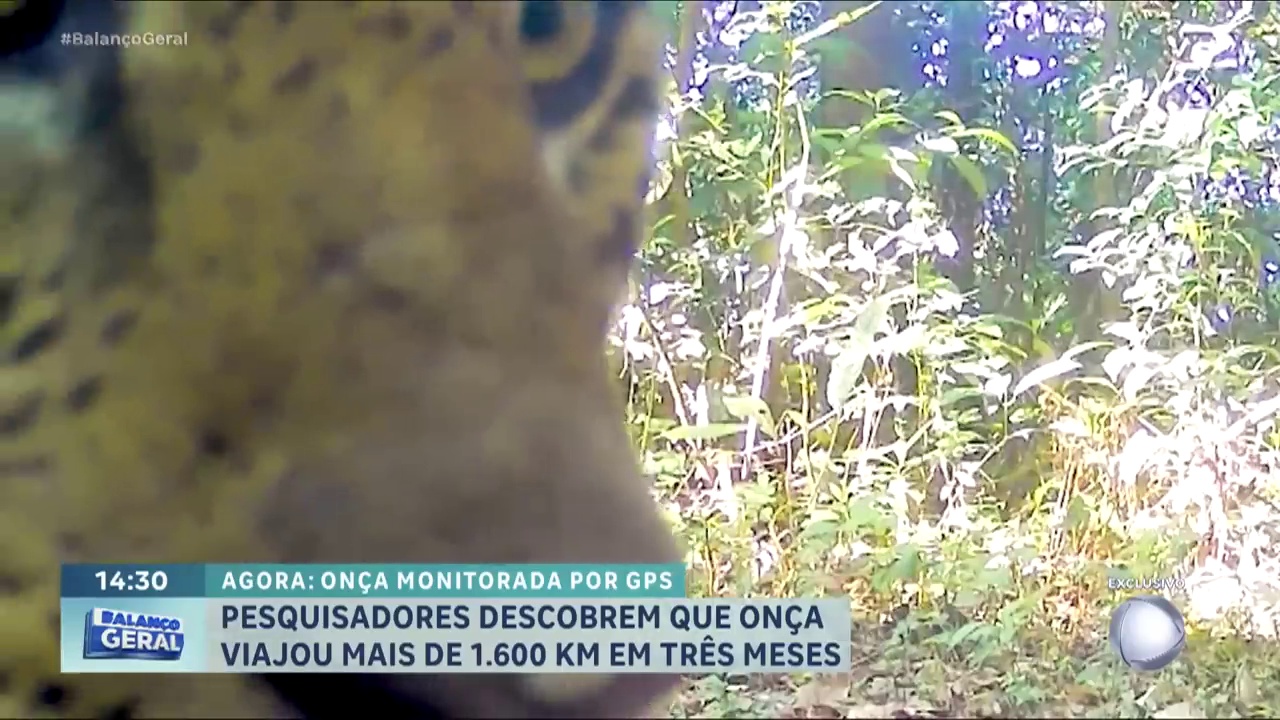 #BalançoGeral
14:30
AGORA: ONÇA MONITORADA POR GPS
BALANÇO
GERAL
PESQUISADORES DESCOBREM QUE ONÇA
VIAJOU MAIS DE 1.600 KM EM TRÊS MESES
EXCLUSIVO